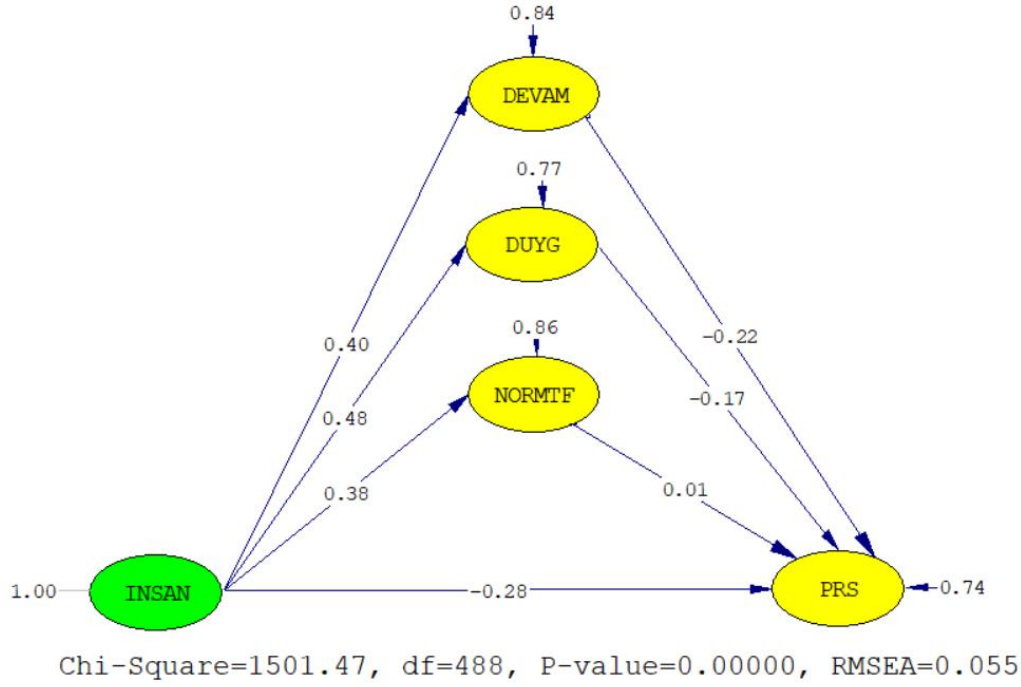 0.84
DEVAM
0.77
DUYG
0.86
NORMTF
0.40
-0.22
0.48
-0.17
0.38
0.01
1.00
INSAN
-0.28
PRS
0.74
Chi-Square=1501.47, df=488, P-value=0.00000, RMSEA=0.055